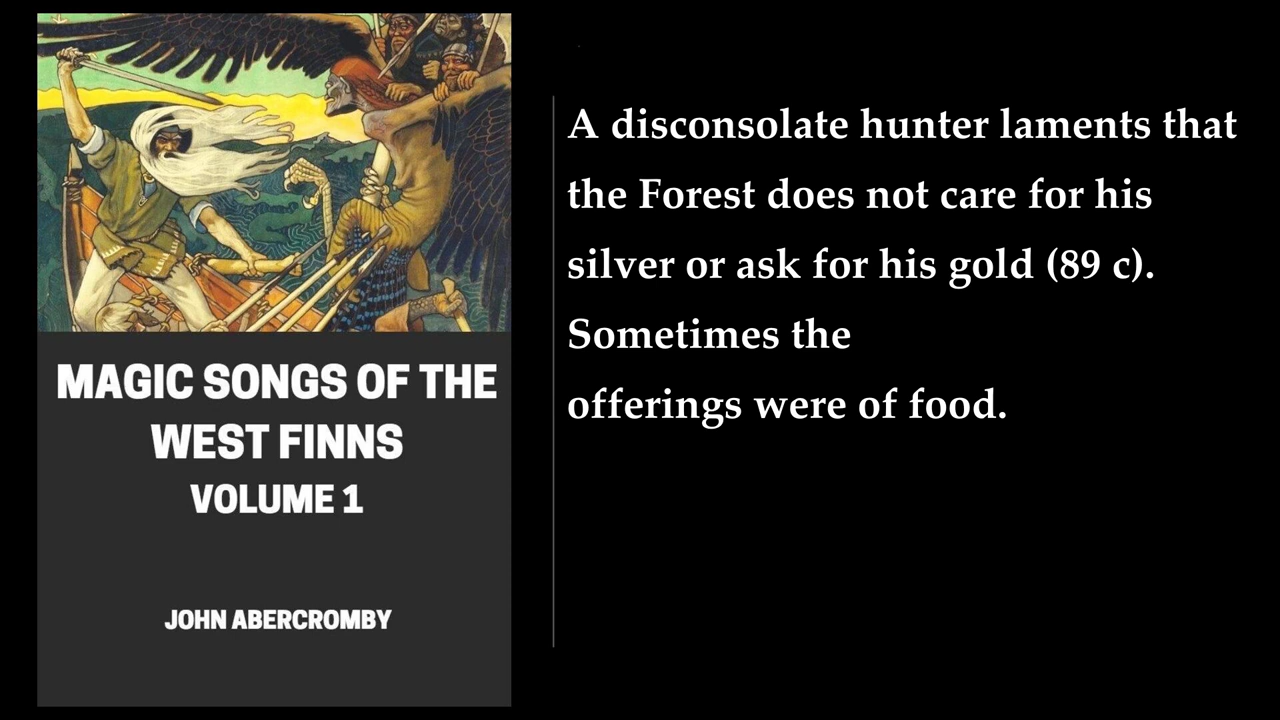 MAGIC SONGS OF THE
WEST FINNS
VOLUME 1
JOHN ABERCROMBY
A disconsolate hunter laments that
the Forest does not care for his
silver or ask for his gold (89 c).
Sometimes the
offerings were of food.